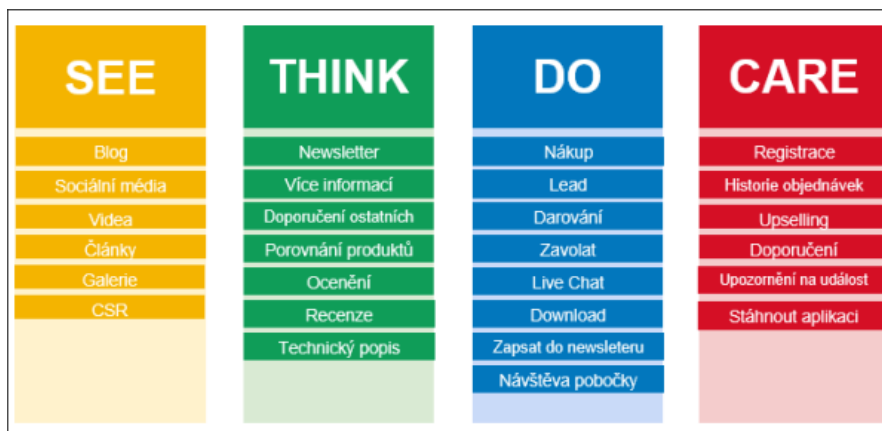 SEE
Blog
Sociální média
Videa
Články
Galerie
CSR
THINK
Newsletter
Více informací
Doporučení ostatních
Porovnání produktů
Ocenění
Recenze
Technický popis
DO
Nákup
Lead
Darování
Zavolat
Live Chat
Download
Zapsat do newsleteru
Návštěva pobočky
CARE
Registrace
Historie objednávek
Upselling
Doporučení
Upozornění na událost
Stáhnout aplikaci